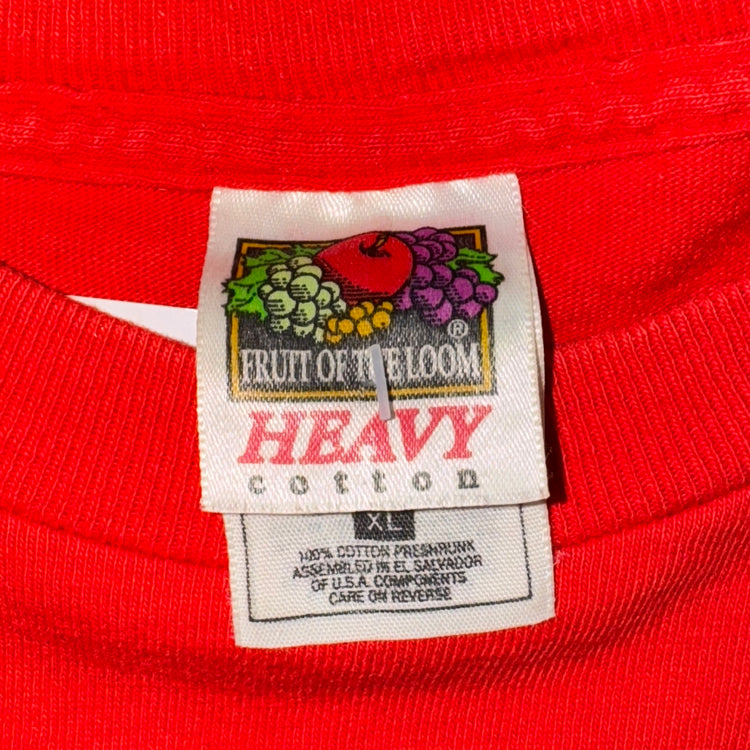 ®
FRUIT OF THE LOOM
HEAVY
cotton
XL
100% COTTON PRESHRUNK
ASSEMBLED IN EL SALVADOR
OF U.S.A. COMPONENTS
CARE ON REVERSE